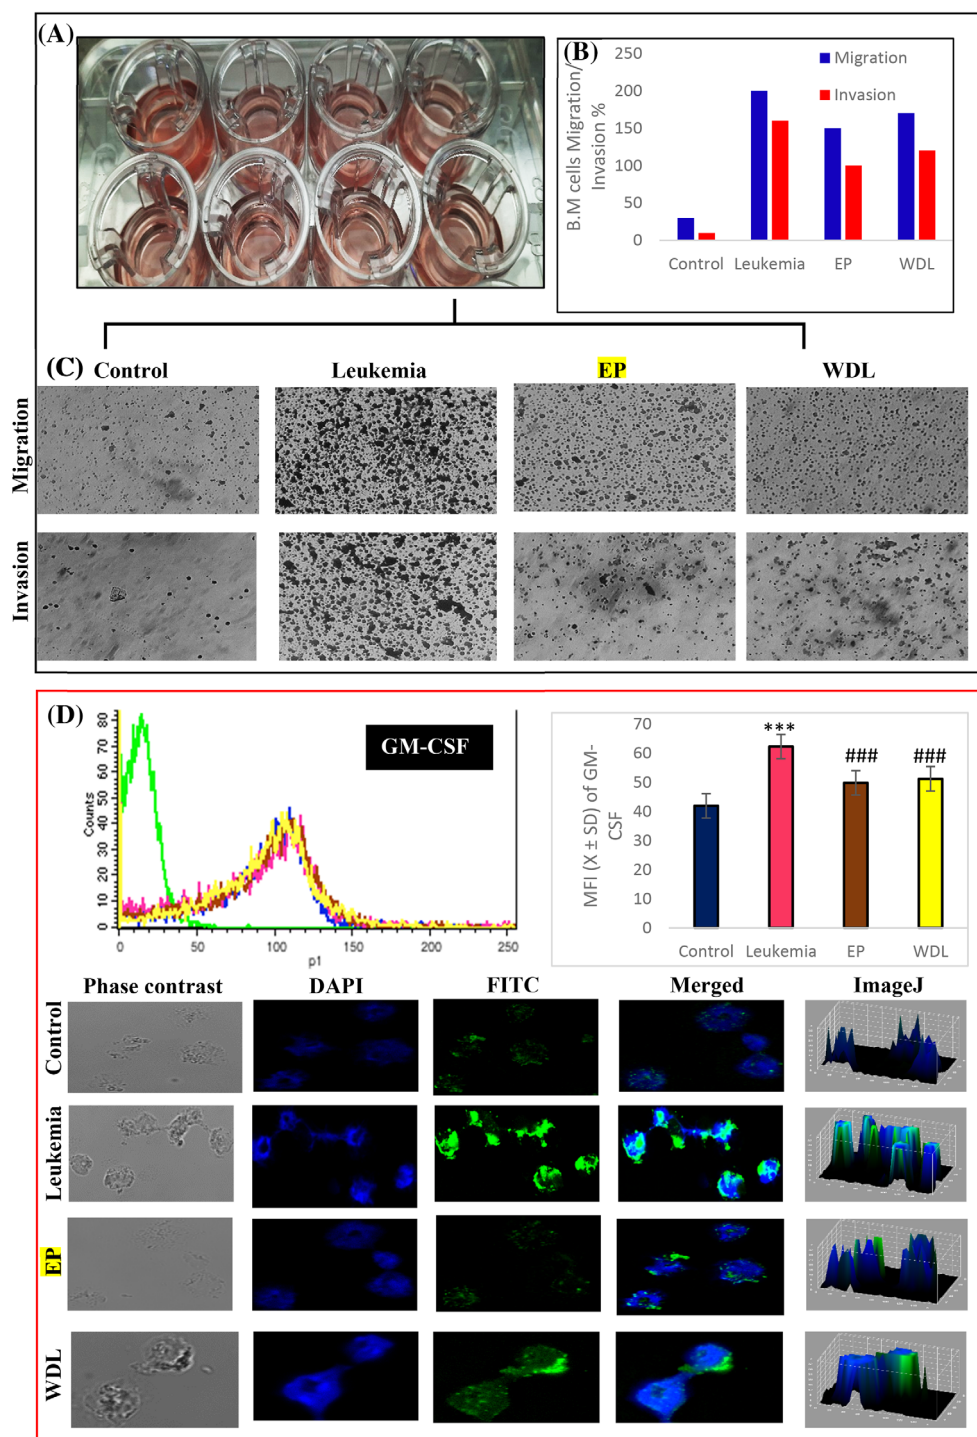 (A)
(B)
250
200
150
100
50
0
B.M cells Migration/
Invasion %
Migration
Invasion
Control Leukemia EP WDL
(C) Control Leukemia EP WDL
Migration
Invasion
(D)
GM-CSF
80
70
60
50
40
30
20
10
0
Counts
0 50 100 150 200 250
p1
70
60
50
40
30
20
10
0
MFI (X ± SD) of GM-
CSF
*** ### ###
Control Leukemia EP WDL
Phase contrast DAPI FITC Merged ImageJ
Control
Leukemia
EP
WDL